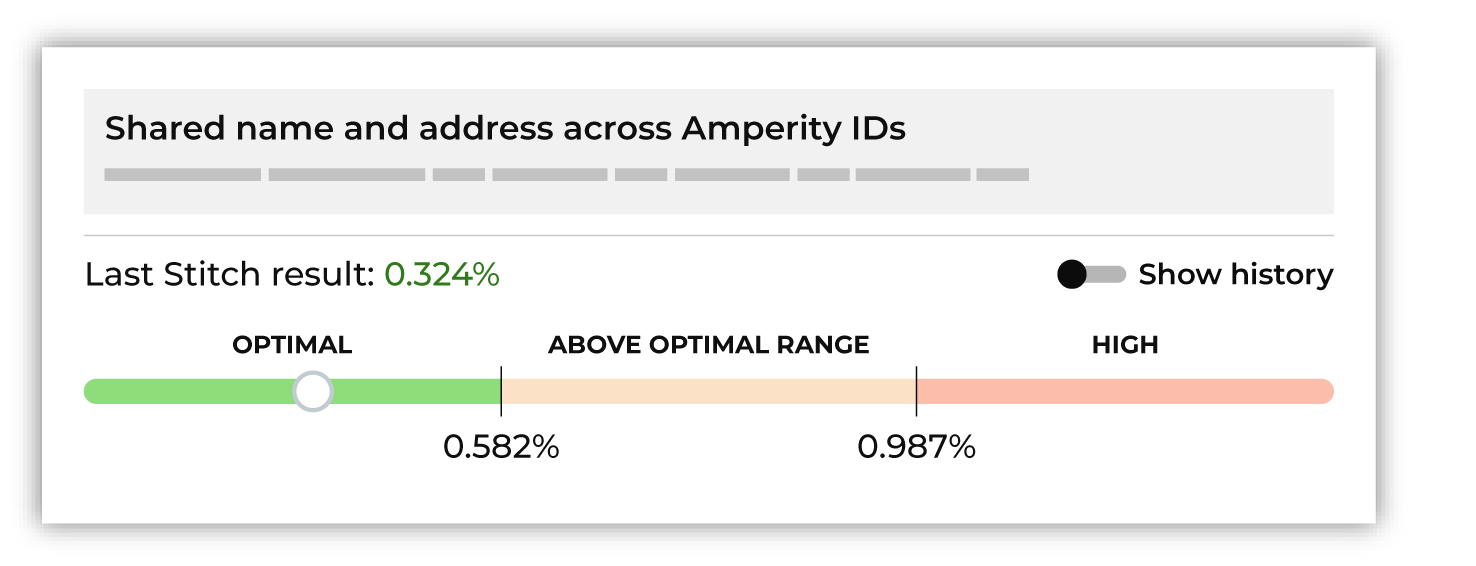 Shared name and address across Amperity IDs
Last Stitch result: 0.324%
Show history
OPTIMAL
ABOVE OPTIMAL RANGE
HIGH
0.582%
0.987%